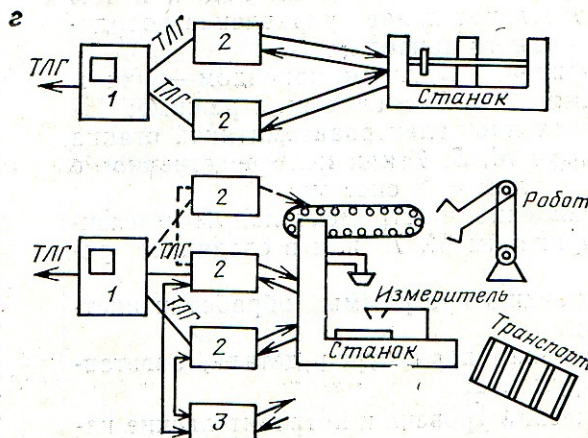 г
ТЛГ
2
ТЛГ
1
ТЛГ
2
Станок
2
Робот
ТЛГ
ТЛГ
2
1
Измеритель
ТЛГ
2
Станок
Транспорт
3